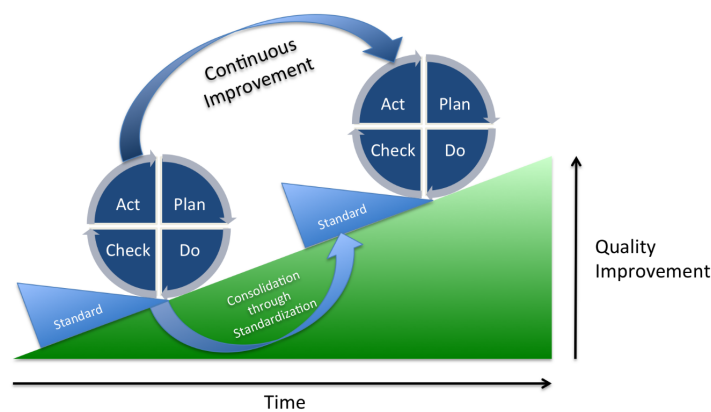 Continuous
Improvement
Act
Plan
Check
Do
Standard
Act
Plan
Check
Do
Standard
Consolidation
through
Standardization
Quality
Improvement
Time